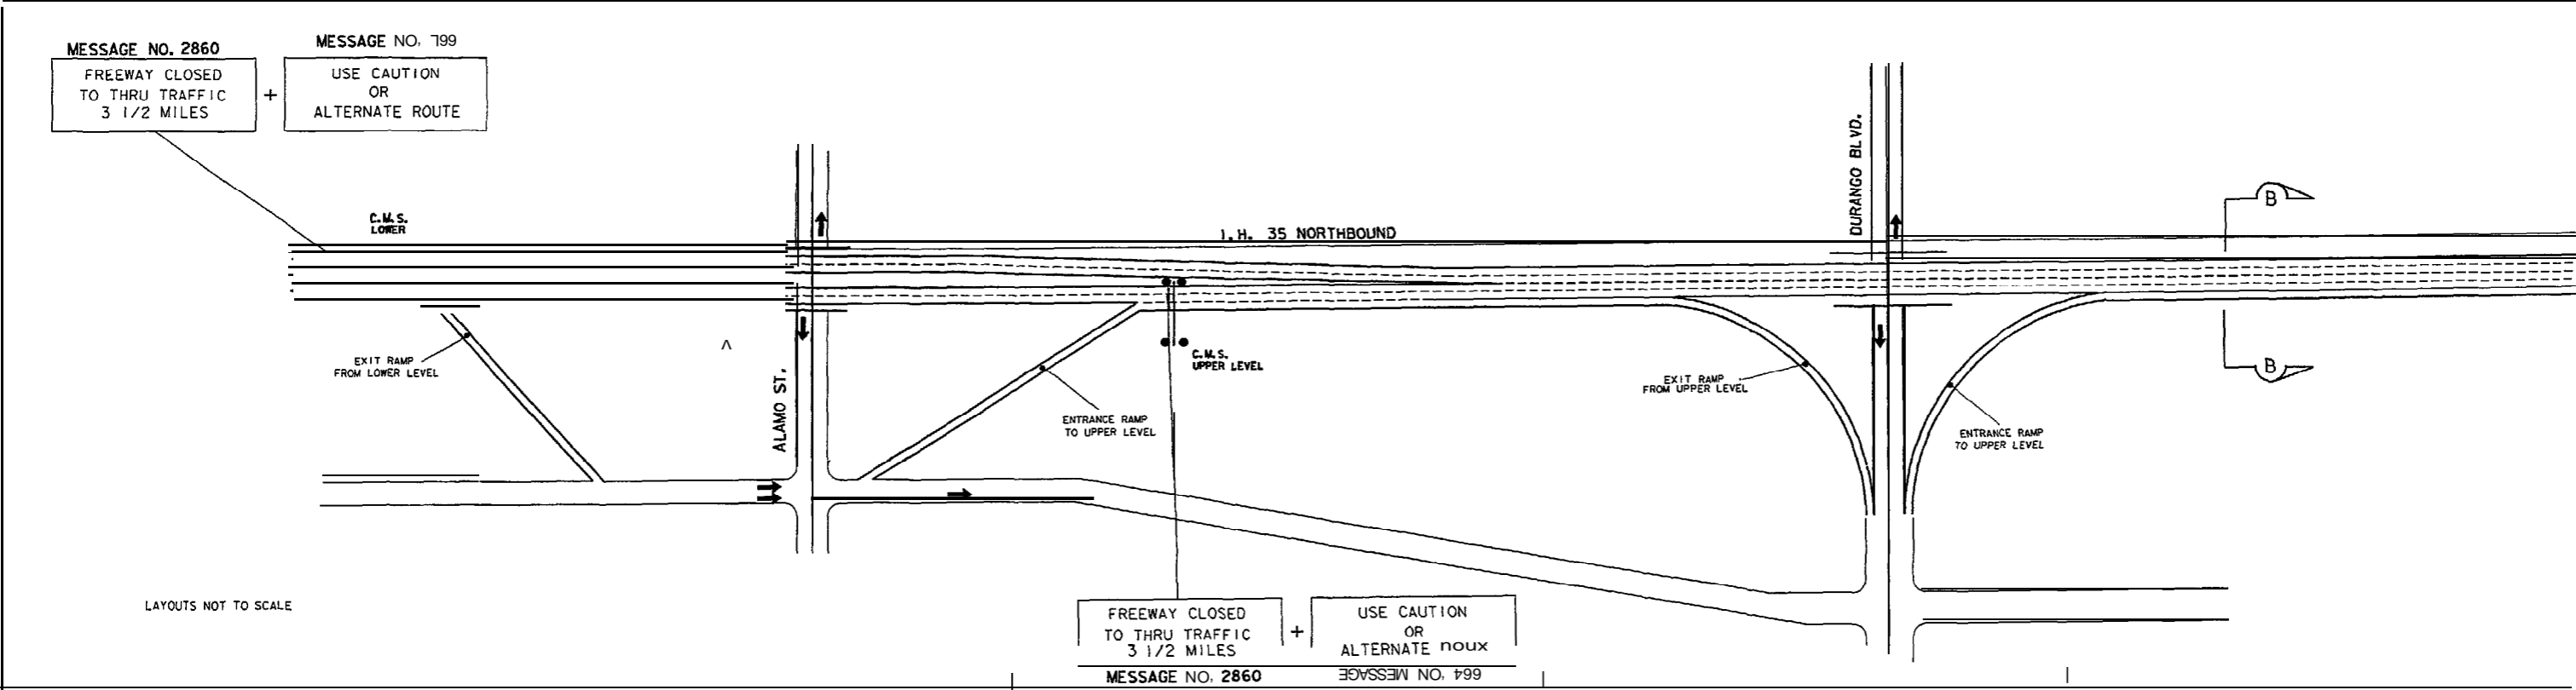 MESSAGE NO. 2860
FREEWAY CLOSED
TO THRU TRAFFIC
3 1/2 MILES
+
MESSAGE NO.
USE CAUTION
OR
ALTERNATE ROUTE
C.M.S.
LOWER
I.H. 35 NORTHBOUND
DURANGO BLVD.
B
EXIT RAMP
FROM LOWER LEVEL
ALAMO ST.
C.M.S.
UPPER LEVEL
ENTRANCE RAMP
TO UPPER LEVEL
EXIT RAMP
FROM UPPER LEVEL
B
ENTRANCE RAMP
TO UPPER LEVEL
LAYOUTS NOT TO SCALE
FREEWAY CLOSED
TO THRU TRAFFIC
3 1/2 MILES
MESSAGE NO. 2860
+
USE CAUTION
OR
ALTERNATE noux
MESSAGE NO. 664